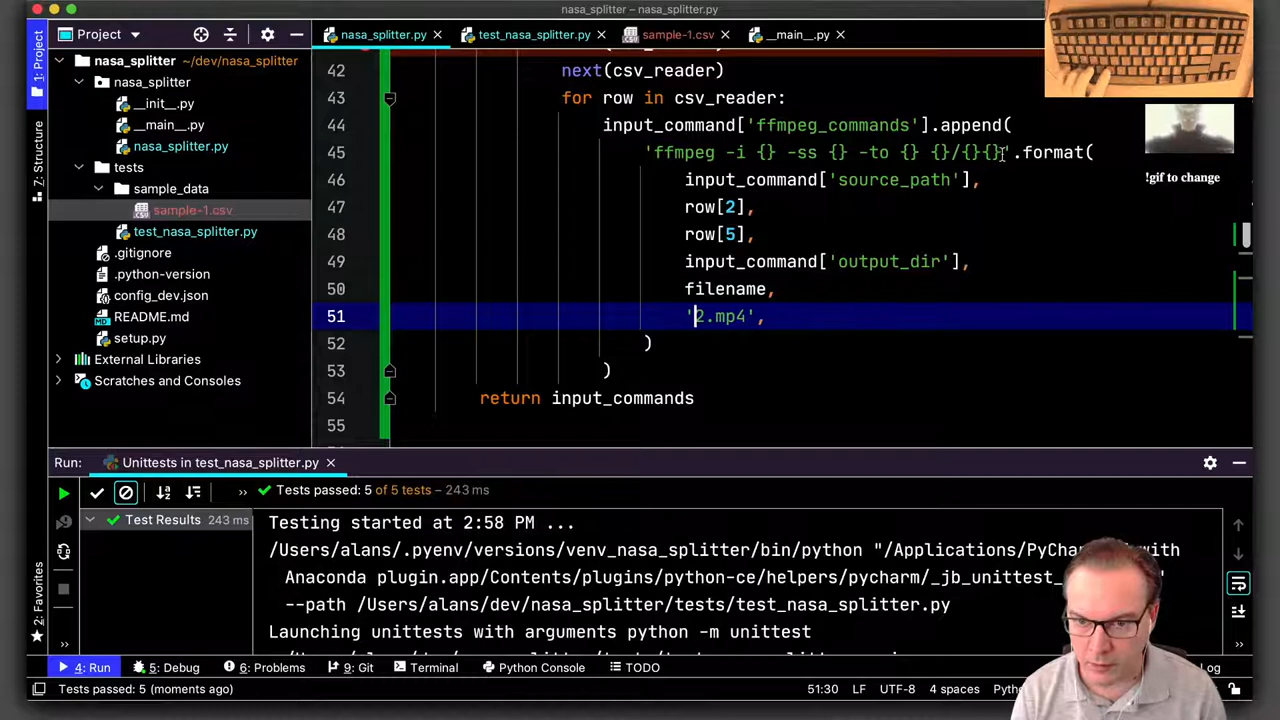 nasa_splitter – nasa_splitter.py
Project
nasa_splitter.py
test_nasa_splitter.py
sample-1.csv
__main__.py
1: Project
7: Structure
2: Favorites
nasa_splitter ~/dev/nasa_splitter
nasa_splitter
__init__.py
__main__.py
nasa_splitter.py
tests
sample_data
sample-1.csv
test_nasa_splitter.py
.gitignore
.python-version
config_dev.json
README.md
setup.py
External Libraries
Scratches and Consoles
42 next(csv_reader)
43 for row in csv_reader:
44 input_command['ffmpeg_commands'].append(
45 'ffmpeg -i {} -ss {} -to {} {}/{}{}'.format(
46 input_command['source_path'],
47 row[2],
48 row[5],
49 input_command['output_dir'],
50 filename,
51 '2.mp4',
52 )
53 )
54 return input_commands
55
!gif to change
Run: Unittests in test_nasa_splitter.py
» Tests passed: 5 of 5 tests – 243 ms
Test Results 243 ms
Testing started at 2:58 PM ...
/Users/alans/.pyenv/versions/venv_nasa_splitter/bin/python "/Applications/PyChar with
Anaconda plugin.app/Contents/plugins/python-ce/helpers/pycharm/_jb_unittest_
--path /Users/alans/dev/nasa_splitter/tests/test_nasa_splitter.py
Launching unittests with arguments python -m unittest
»
4: Run
5: Debug
6: Problems
9: Git
Terminal
Python Console
TODO
Log
Tests passed: 5 (moments ago)
51:30 LF UTF-8 4 spaces Pyth